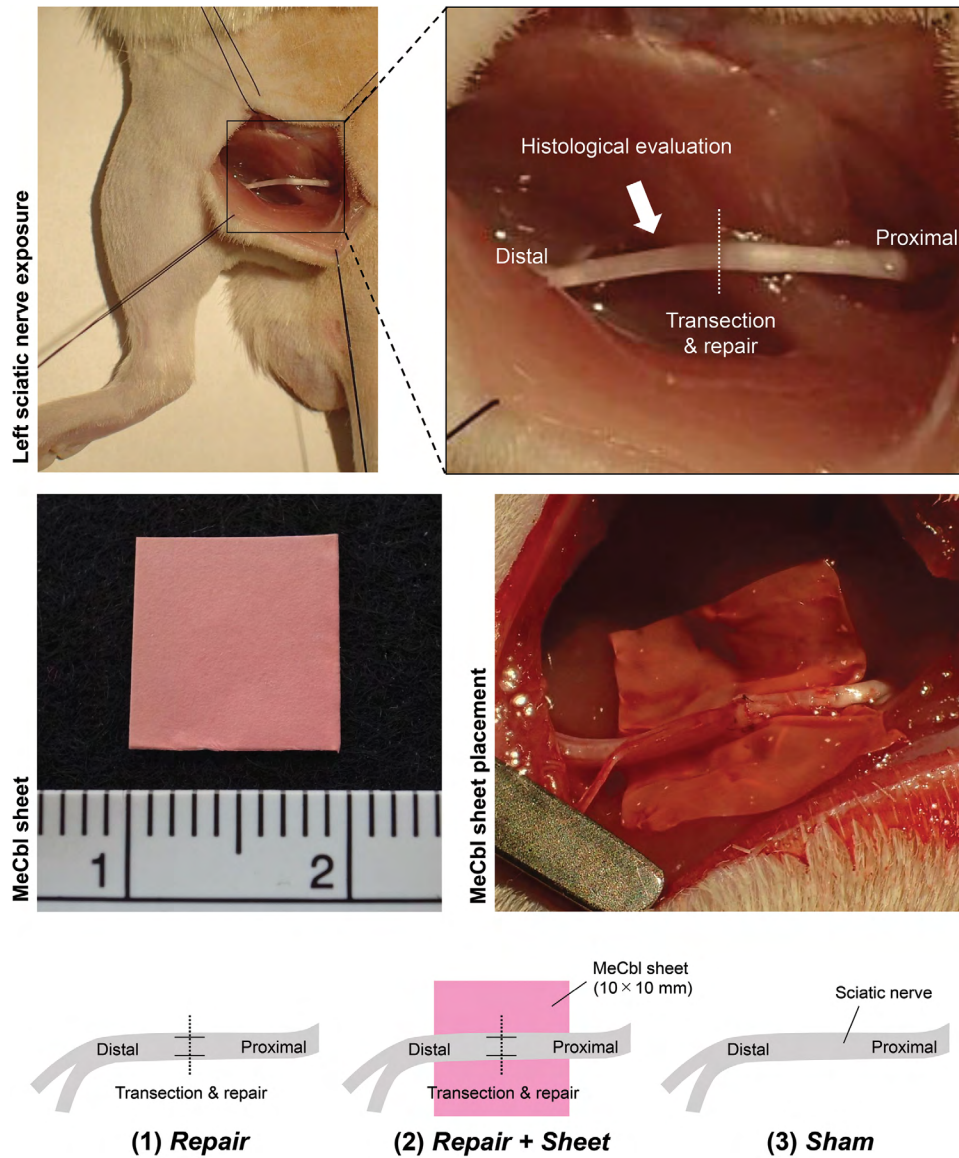 Left sciatic nerve exposure
Histological evaluation
Distal
Proximal
Transection
& repair
MeCbl sheet
1
2
MeCbl sheet placement
MeCbl sheet
(10 × 10 mm)
Sciatic nerve
Distal
Proximal
Distal
Proximal
Distal
Proximal
Transection & repair
Transection & repair
(1) Repair
(2) Repair + Sheet
(3) Sham